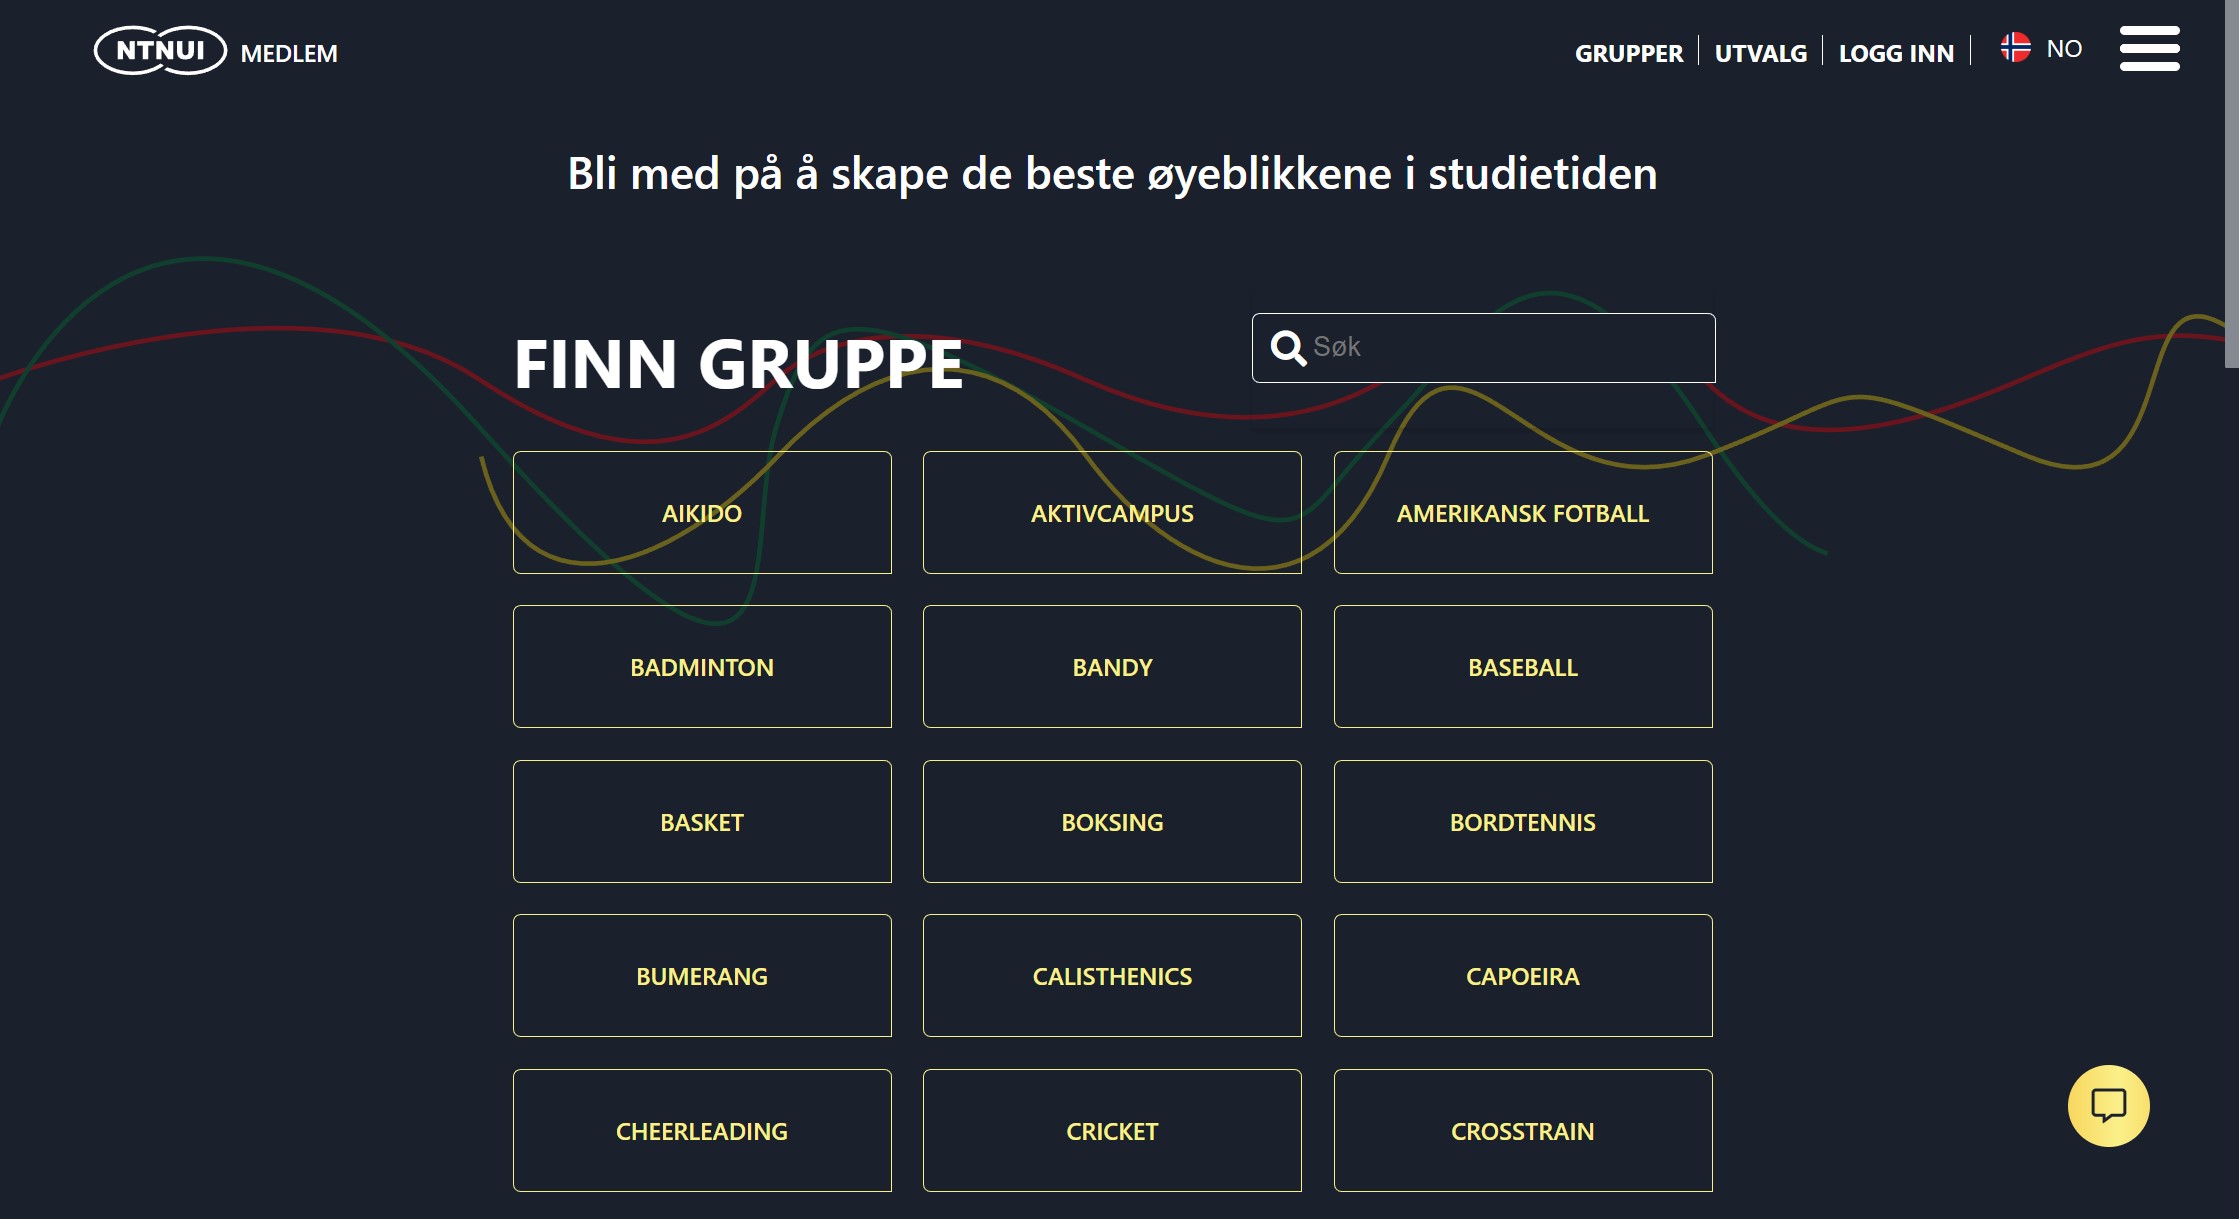 NTNUI MEDLEM
GRUPPER
UTVALG
LOGG INN
NO
Bli med på å skape de beste øyeblikkene i studietiden
FINN GRUPPE
Søk
AIKIDO
AKTIVCAMPUS
AMERIKANSK FOTBALL
BADMINTON
BANDY
BASEBALL
BASKET
BOKSING
BORDTENNIS
BUMERANG
CALISTHENICS
CAPOEIRA
CHEERLEADING
CRICKET
CROSSTRAIN